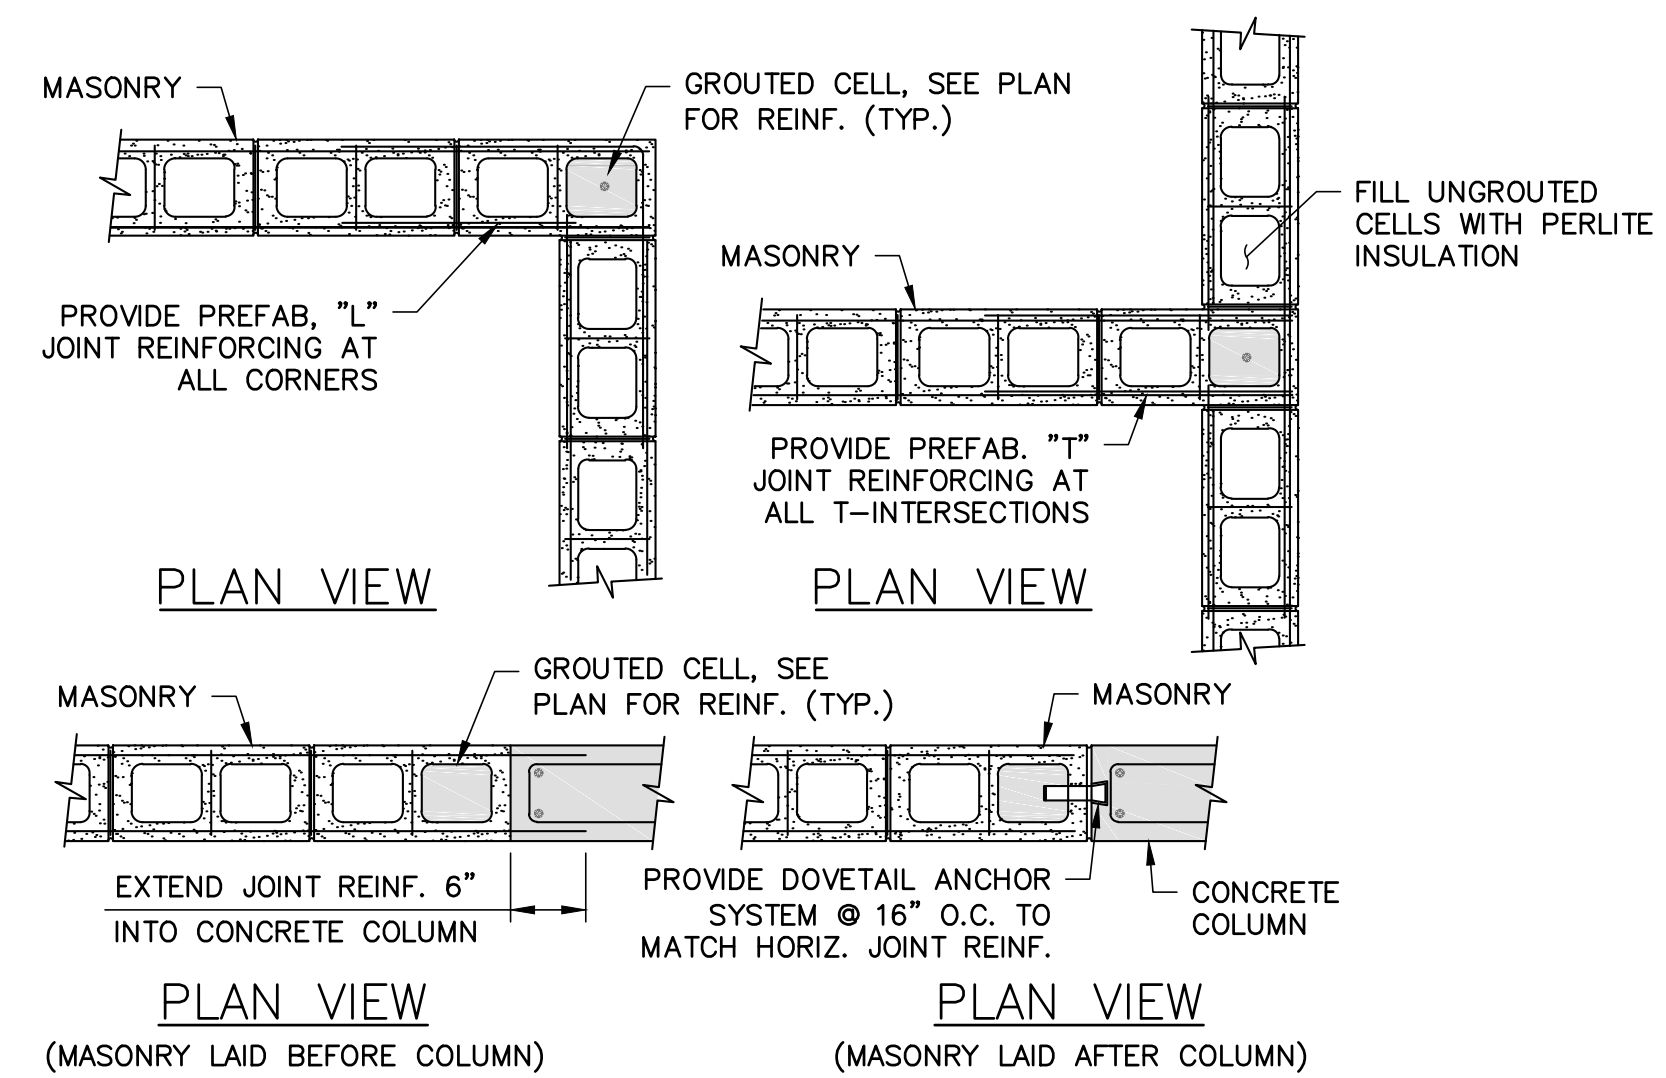 MASONRY
GROUTED CELL, SEE PLAN
FOR REINF. (TYP.)
PROVIDE PREFAB, "L"
JOINT REINFORCING AT
ALL CORNERS
PLAN VIEW
MASONRY
FILL UNGROUTED
CELLS WITH PERLITE
INSULATION
PROVIDE PREFAB. "T"
JOINT REINFORCING AT
ALL T-INTERSECTIONS
PLAN VIEW
MASONRY
GROUTED CELL, SEE
PLAN FOR REINF. (TYP.)
EXTEND JOINT REINF. 6"
INTO CONCRETE COLUMN
PLAN VIEW
(MASONRY LAID BEFORE COLUMN)
MASONRY
PROVIDE DOVETAIL ANCHOR
SYSTEM @ 16" O.C. TO
MATCH HORIZ. JOINT REINF.
CONCRETE
COLUMN
PLAN VIEW
(MASONRY LAID AFTER COLUMN)